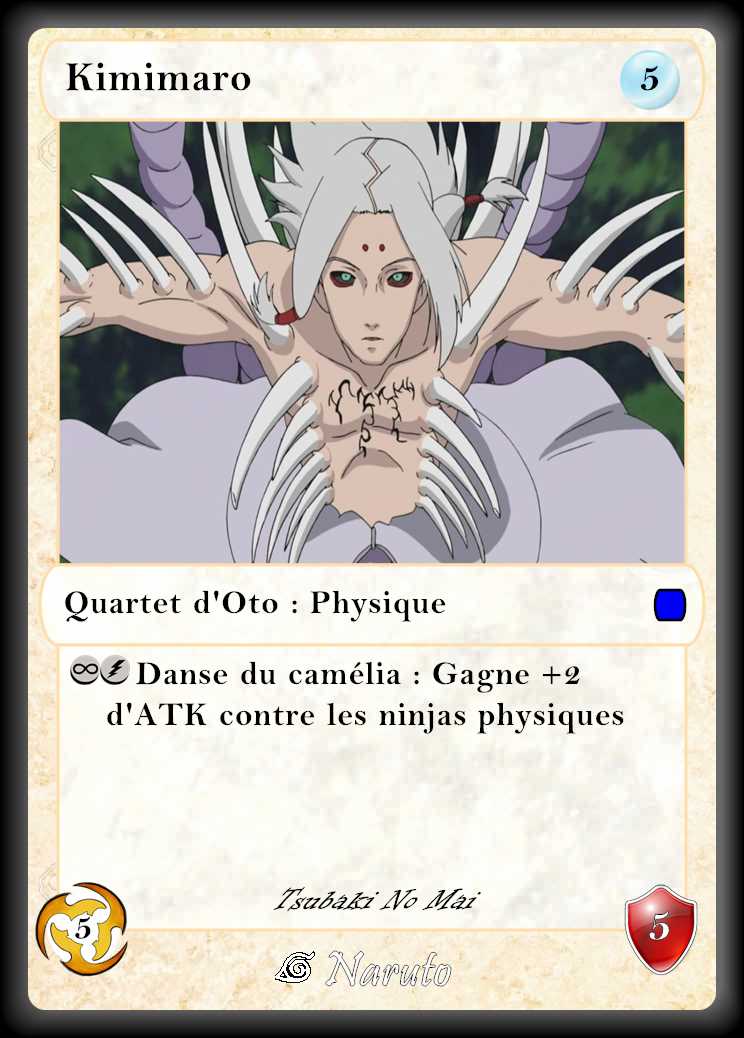 Kimimaro 5
Quartet d'Oto : Physique
Danse du camélia : Gagne +2
d'ATK contre les ninjas physiques
Tsubaki No Mai
5 5
Naruto